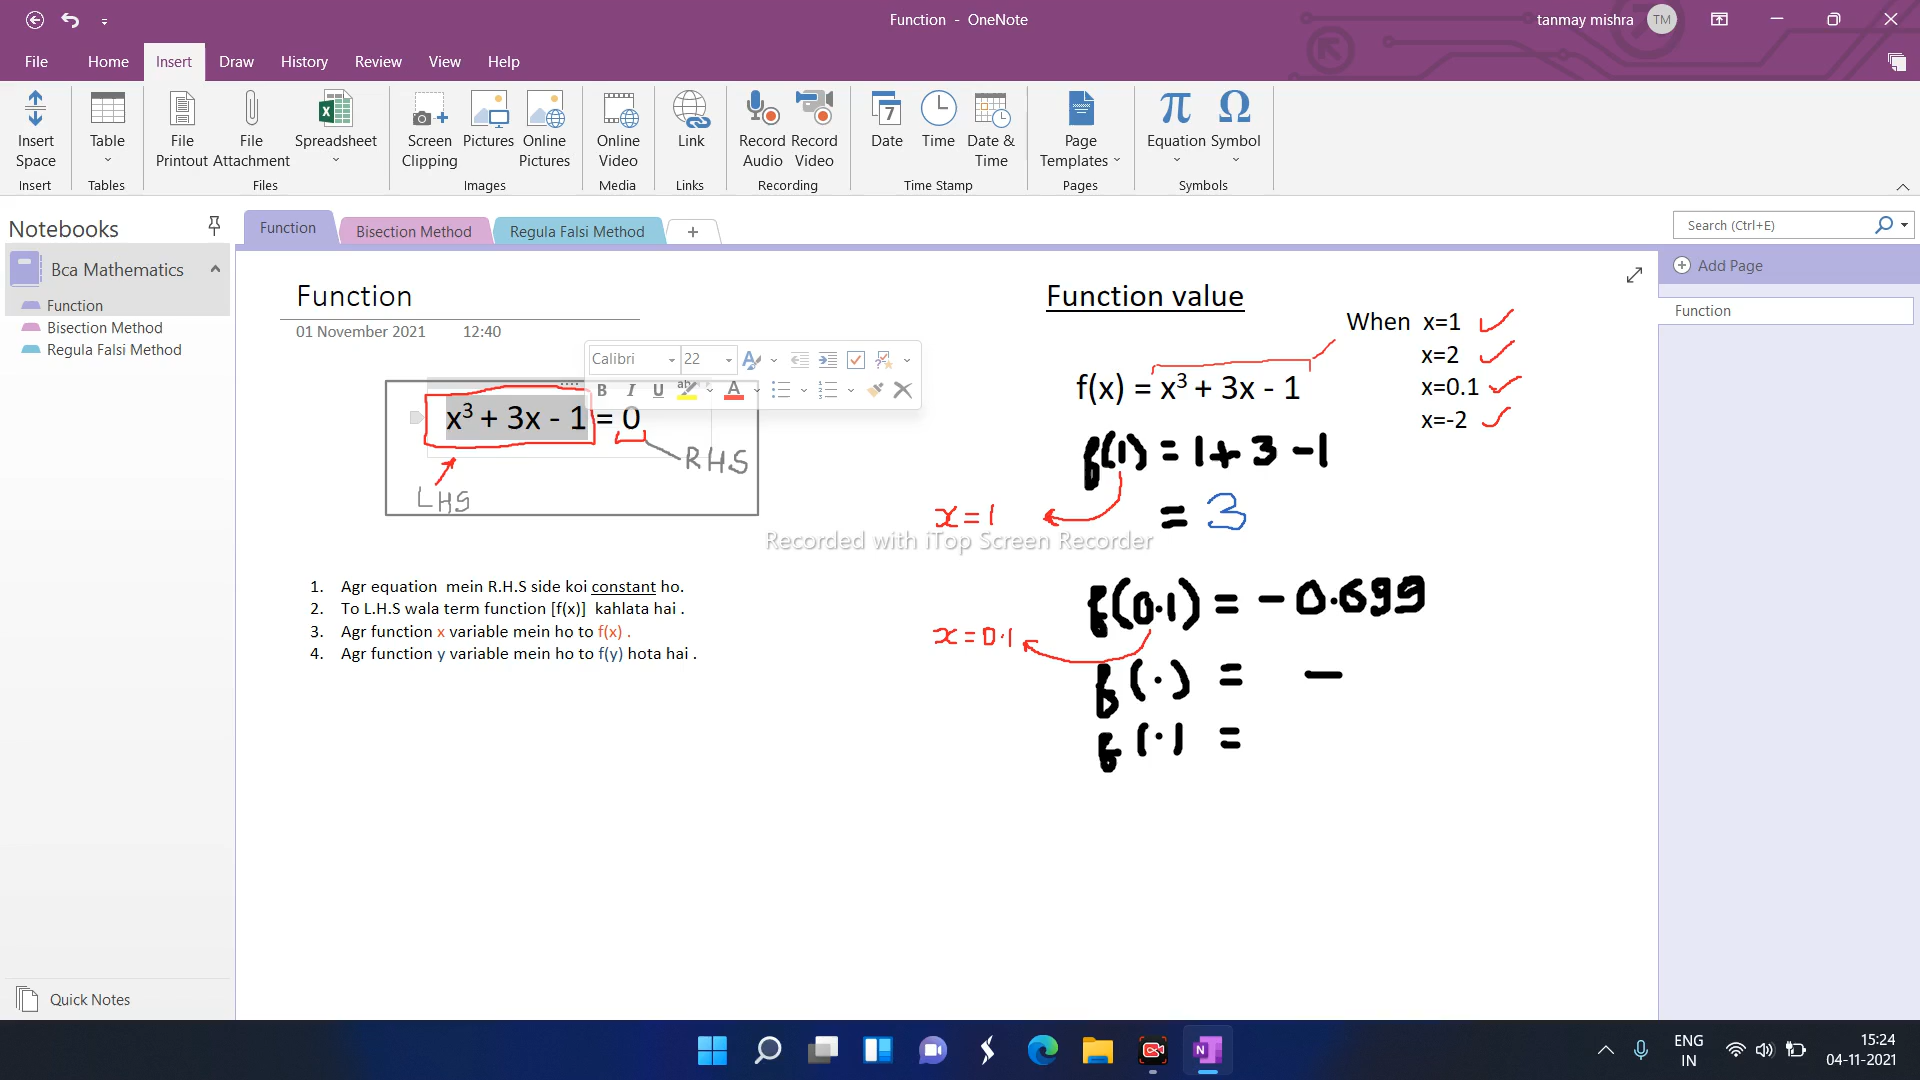 Function - OneNote
tanmay mishra TM
File Home Insert Draw History Review View Help
Insert Space
Table
File Printout
File Attachment
Spreadsheet
Screen Clipping
Pictures
Online Pictures
Online Video
Link
Record Audio
Record Video
Date
Time
Date & Time
Page Templates
π Equation
Ω Symbol
Insert Tables Files Images Media Links Recording Time Stamp Pages Symbols
Notebooks
Function Bisection Method Regula Falsi Method +
Search (Ctrl+E)
Bca Mathematics
Function
Bisection Method
Regula Falsi Method
Quick Notes
Add Page
Function
Function
01 November 2021 12:40
Calibri 22
B I U ab A
x³ + 3x - 1 = 0
RHS
LHS
1. Agr equation mein R.H.S side koi constant ho.
2. To L.H.S wala term function [f(x)] kahlata hai .
3. Agr function x variable mein ho to f(x) .
4. Agr function y variable mein ho to f(y) hota hai .
Function value
When x=1
x=2
x=0.1
x=-2
f(x) = x³ + 3x - 1
f(1) = 1+3-1
x=1
= 3
Recorded with iTop Screen Recorder
f(0.1) = -0.699
x=0.1
f(.) = -
f(.) =
ENG
IN
15:24
04-11-2021